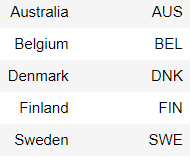 Australia AUS
Belgium BEL
Denmark DNK
Finland FIN
Sweden SWE